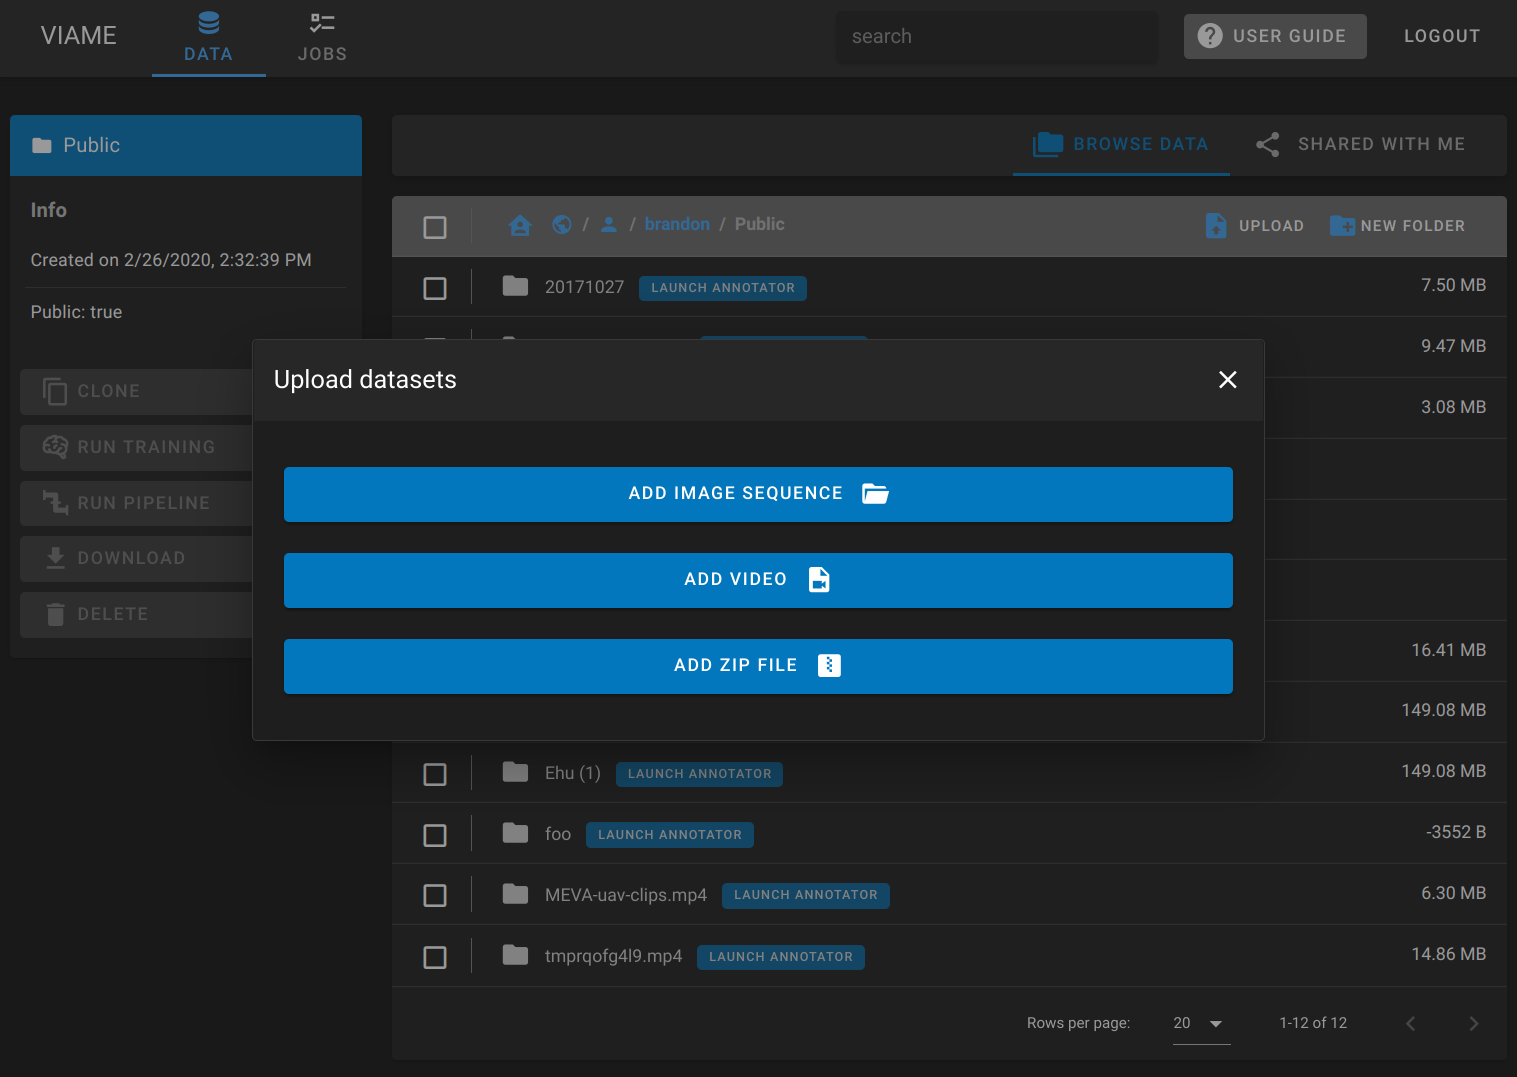 VIAME
DATA
JOBS
search
USER GUIDE
LOGOUT
Public
BROWSE DATA
SHARED WITH ME
Info
Created on 2/26/2020, 2:32:39 PM
Public: true
CLONE
RUN TRAINING
RUN PIPELINE
DOWNLOAD
DELETE
/ / brandon / Public
UPLOAD
NEW FOLDER
20171027 LAUNCH ANNOTATOR 7.50 MB
9.47 MB
3.08 MB
Upload datasets
ADD IMAGE SEQUENCE
ADD VIDEO
ADD ZIP FILE
16.41 MB
149.08 MB
Ehu (1) LAUNCH ANNOTATOR 149.08 MB
foo LAUNCH ANNOTATOR -3552 B
MEVA-uav-clips.mp4 LAUNCH ANNOTATOR 6.30 MB
tmprqofg4l9.mp4 LAUNCH ANNOTATOR 14.86 MB
Rows per page: 20 1-12 of 12